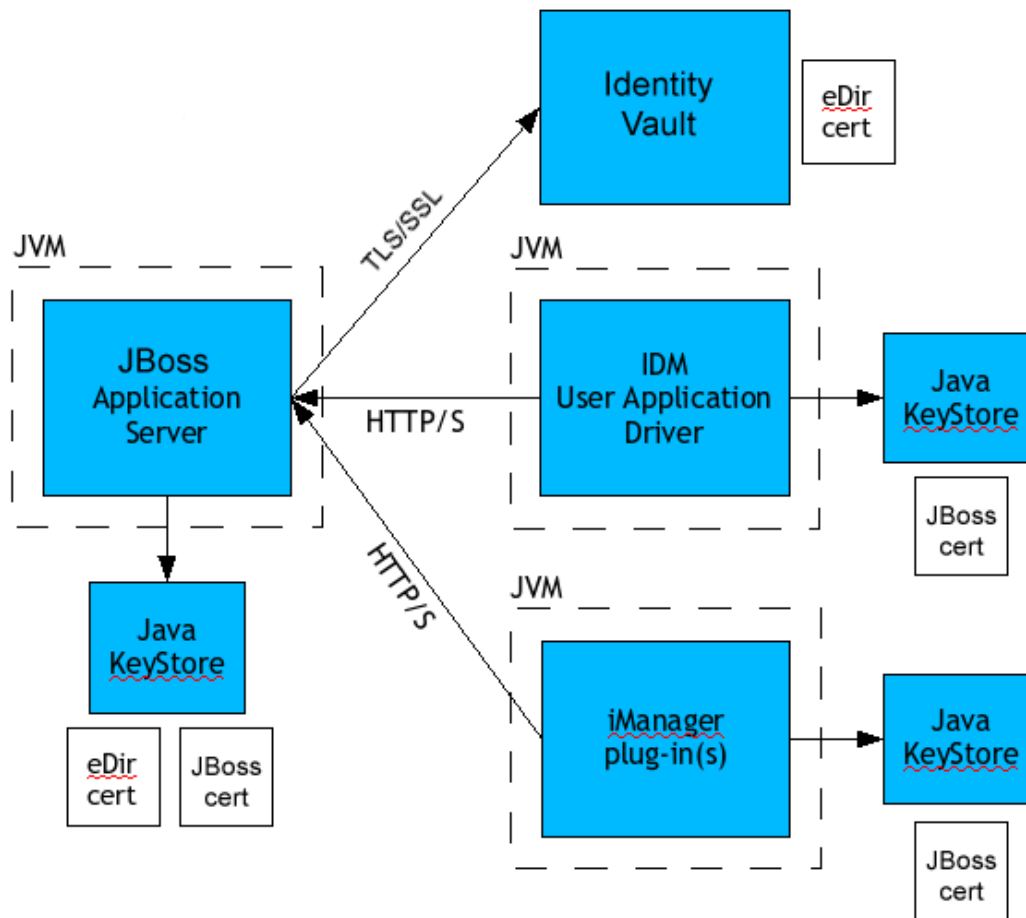 Identity
Vault
eDir
cert
TLS/SSL
JVM
JBoss
Application
Server
HTTP/S
JVM
IDM
User Application
Driver
Java
KeyStore
JBoss
cert
HTTP/S
Java
KeyStore
eDir
cert
JBoss
cert
JVM
iManager
plug-in(s)
Java
KeyStore
JBoss
cert